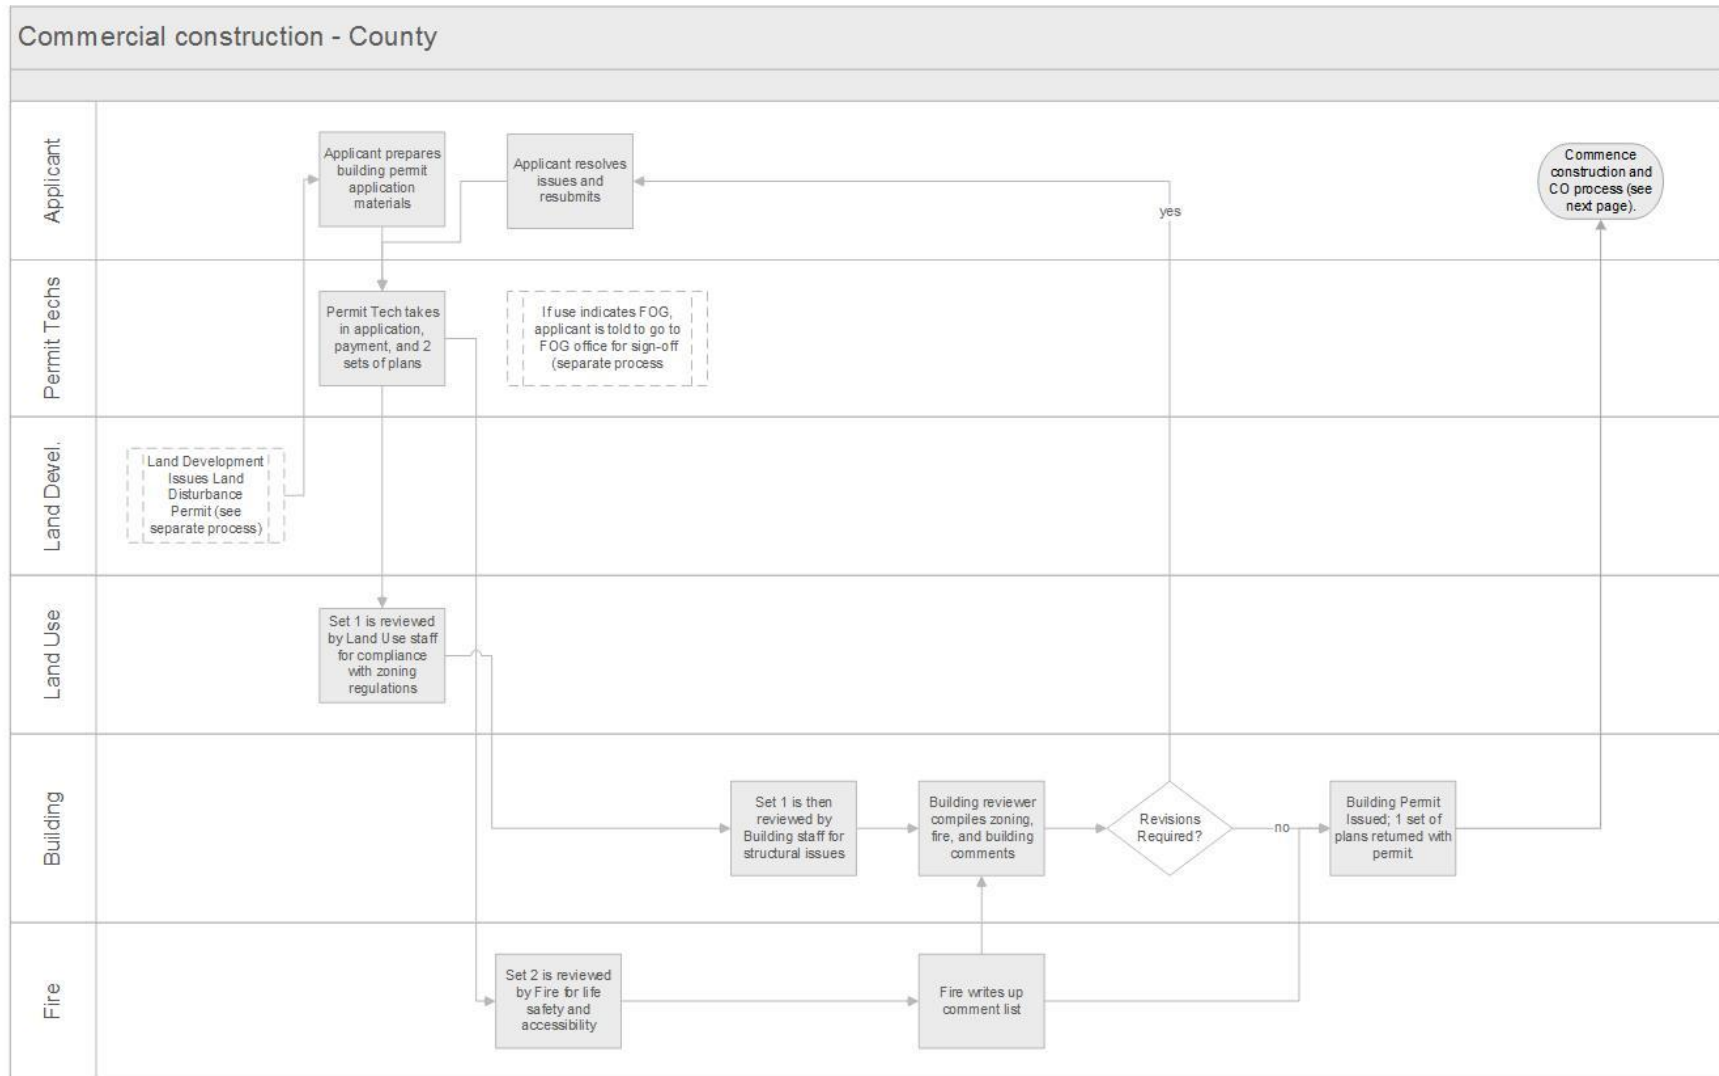 Commercial construction - County
Applicant
Applicant prepares
building permit
application
materials
Applicant resolves
issues and
resubmits
yes
Commence
construction and
CO process (see
next page).
Permit Techs
Permit Tech takes
in application,
payment, and 2
sets of plans
If use indicates FOG,
applicant is told to go to
FOG office for sign-off
(separate process
Land Devel.
Land Development
Issues Land
Disturbance
Permit (see
separate process)
Land Use
Set 1 is reviewed
by Land Use staff
for compliance
with zoning
regulations
Building
Set 1 is then
reviewed by
Building staff for
structural issues
Building reviewer
compiles zoning,
fire, and building
comments
Revisions
Required?
no
Building Permit
Issued; 1 set of
plans returned with
permit.
Fire
Set 2 is reviewed
by Fire for life
safety and
accessibility
Fire writes up
comment list